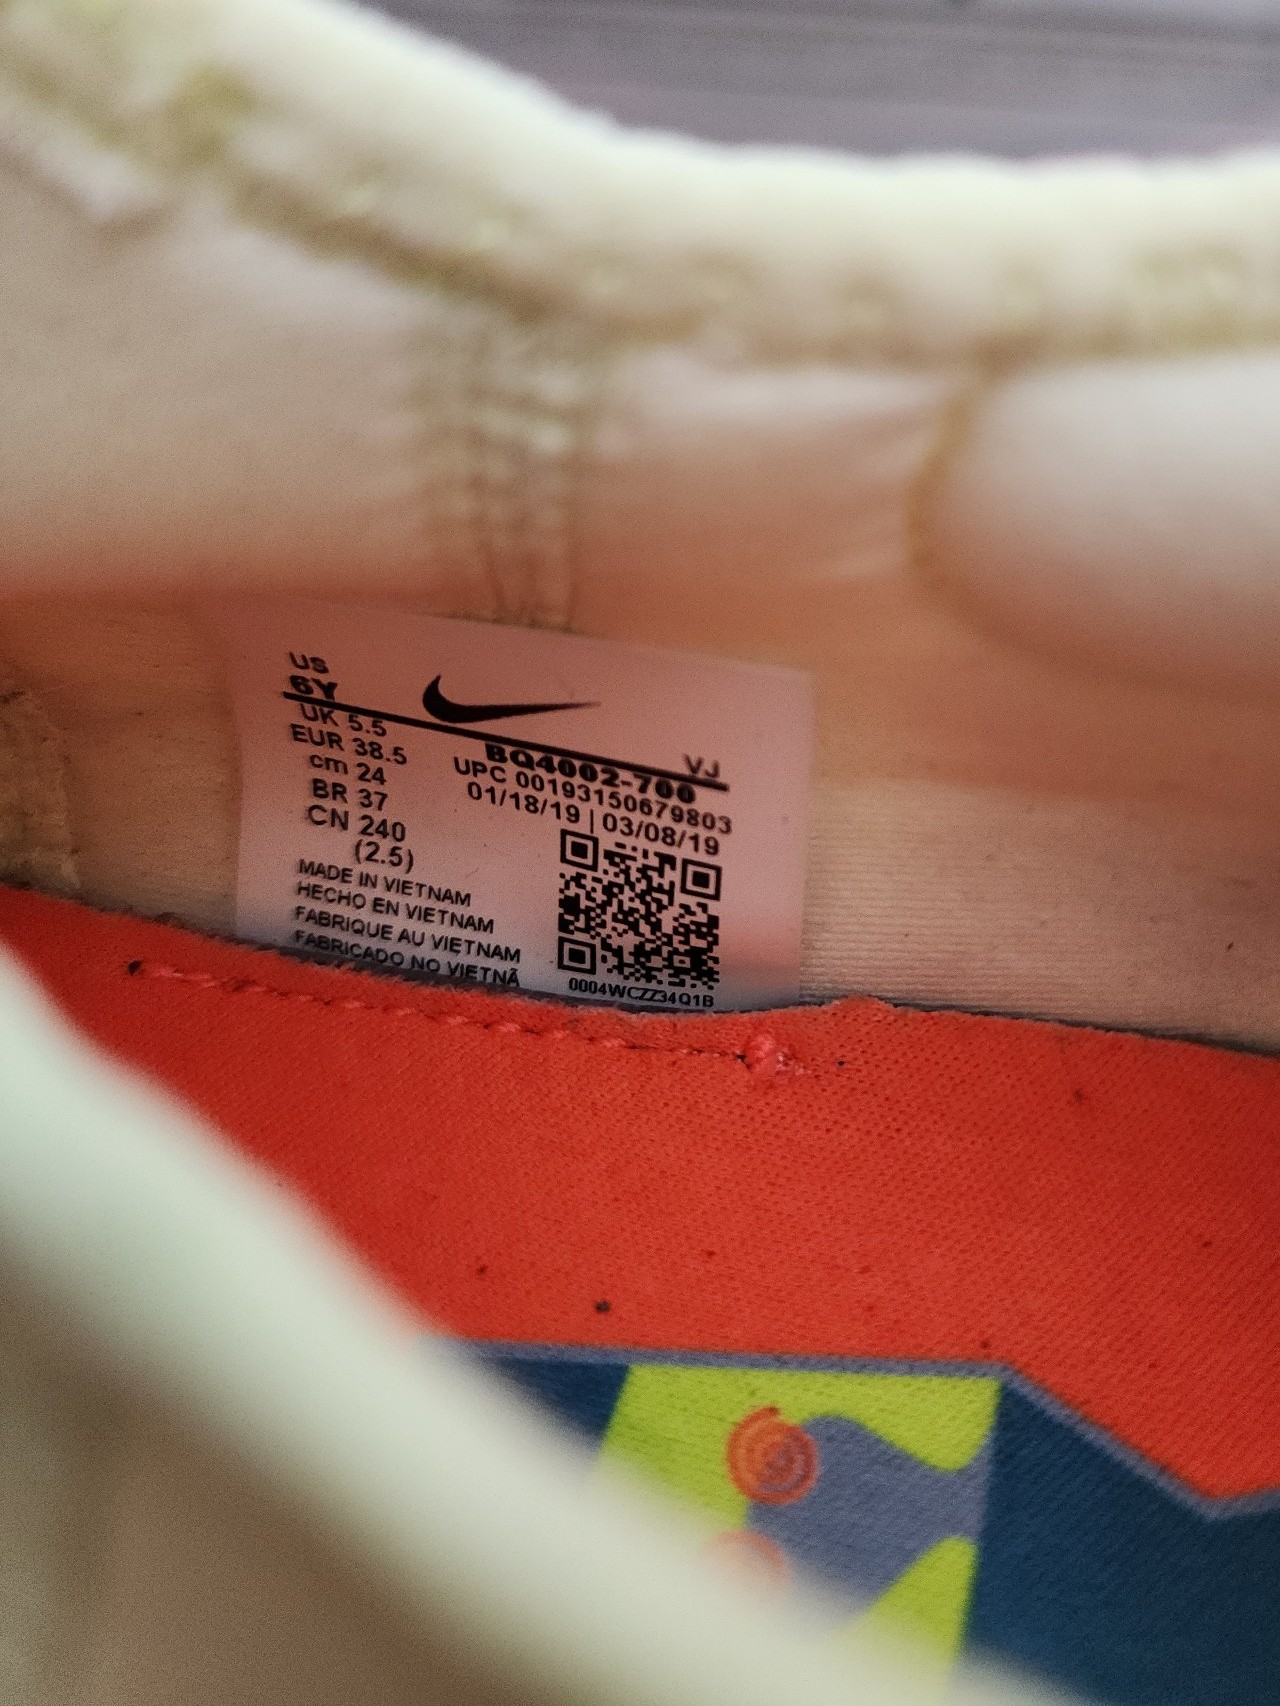 US
6Y
UK 5.5
EUR 38.5
cm 24
BR 37
CN 240
(2.5)
VJ
BQ4002-700
UPC 00193150679803
01/18/19 | 03/08/19
MADE IN VIETNAM
HECHO EN VIETNAM
FABRIQUE AU VIETNAM
FABRICADO NO VIETNÃ
0004WCZZ34Q1B